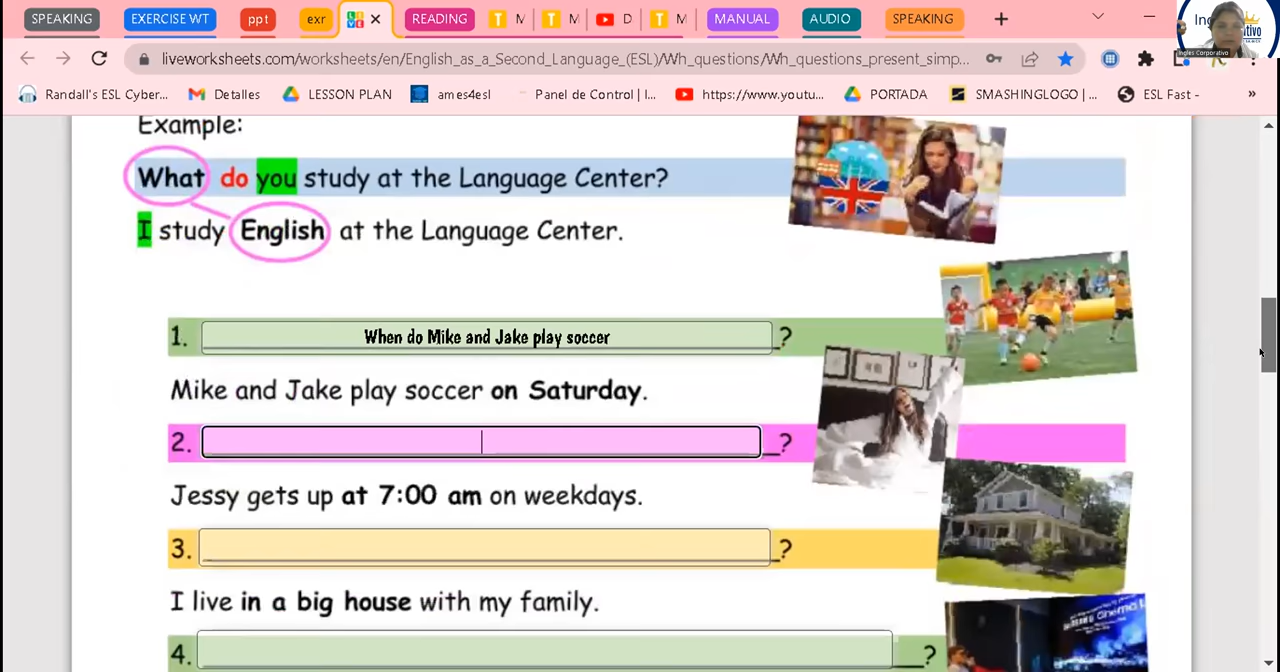 SPEAKING EXERCISE WT ppt exr READING M M D M MANUAL AUDIO SPEAKING
liveworksheets.com/worksheets/en/English_as_a_Second_Language_(ESL)/Wh_questions/Wh_questions_present_simp...
Ingles Corporativo
Randall's ESL Cyber... Detalles LESSON PLAN ames4esl Panel de Control | I... https://www.youtu... PORTADA SMASHINGLOGO | ... ESL Fast - »
Example:
What do you study at the Language Center?
I study English at the Language Center.
1. When do Mike and Jake play soccer ?
Mike and Jake play soccer on Saturday.
2. ?
Jessy gets up at 7:00 am on weekdays.
3. ?
I live in a big house with my family.
4. ?